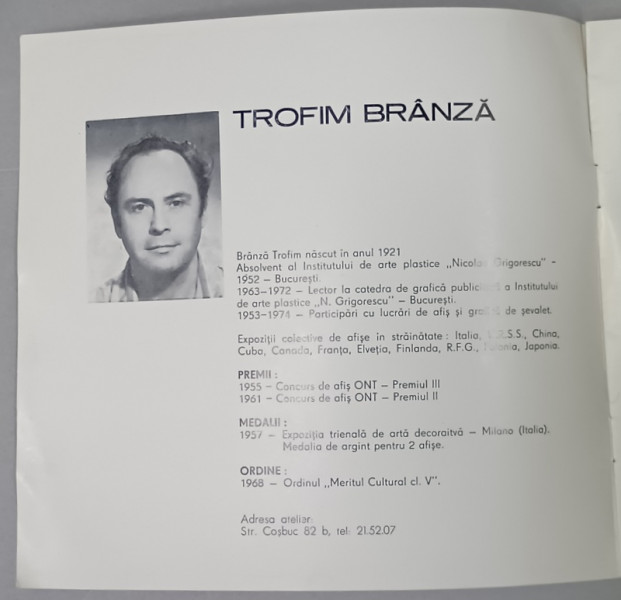 TROFIM BRÂNZĂ
Brânză Trofim născut în anul 1921
Absolvent al Institutului de arte plastice „Nicolae Grigorescu" –
1952 – București.
1963–1972 – Lector la catedra de grafică publicitară a Institutului
de arte plastice „N. Grigorescu" – București.
1953–1974 – Participări cu lucrări de afiș și grafică de șevalet.
Expoziții colective de afișe în străinătate : Italia, U.R.S.S., China,
Cuba, Canada, Franța, Elveția, Finlanda, R.F.G., Polonia, Japonia.
PREMII :
1955 – Concurs de afiș ONT – Premiul III
1961 – Concurs de afiș ONT – Premiul II
MEDALII :
1957 – Expoziția trienală de artă decoraitvă – Milano (Italia).
Medalia de argint pentru 2 afișe.
ORDINE :
1968 – Ordinul „Meritul Cultural cl. V".
Adresa atelier:
Str. Coșbuc 82 b, tel: 21.52.07